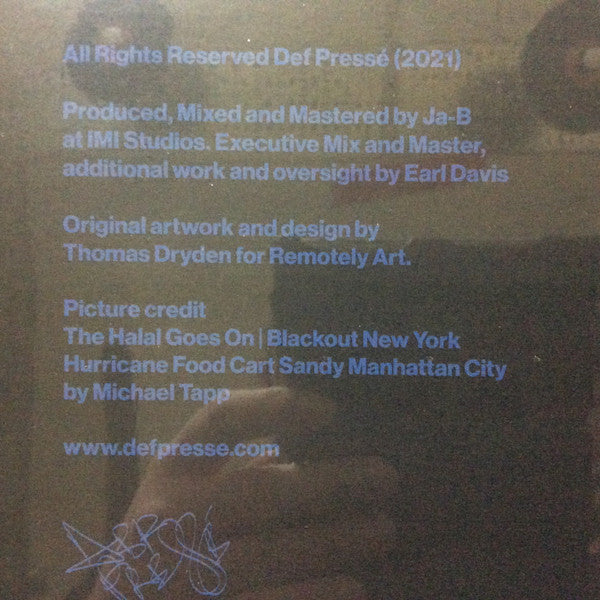 All Rights Reserved Def Pressé (2021)
Produced, Mixed and Mastered by Ja-B
at IMI Studios. Executive Mix and Master,
additional work and oversight by Earl Davis
Original artwork and design by
Thomas Dryden for Remotely Art.
Picture credit
The Halal Goes On | Blackout New York
Hurricane Food Cart Sandy Manhattan City
by Michael Tapp
www.defpresse.com
DEF
PRESSÉ